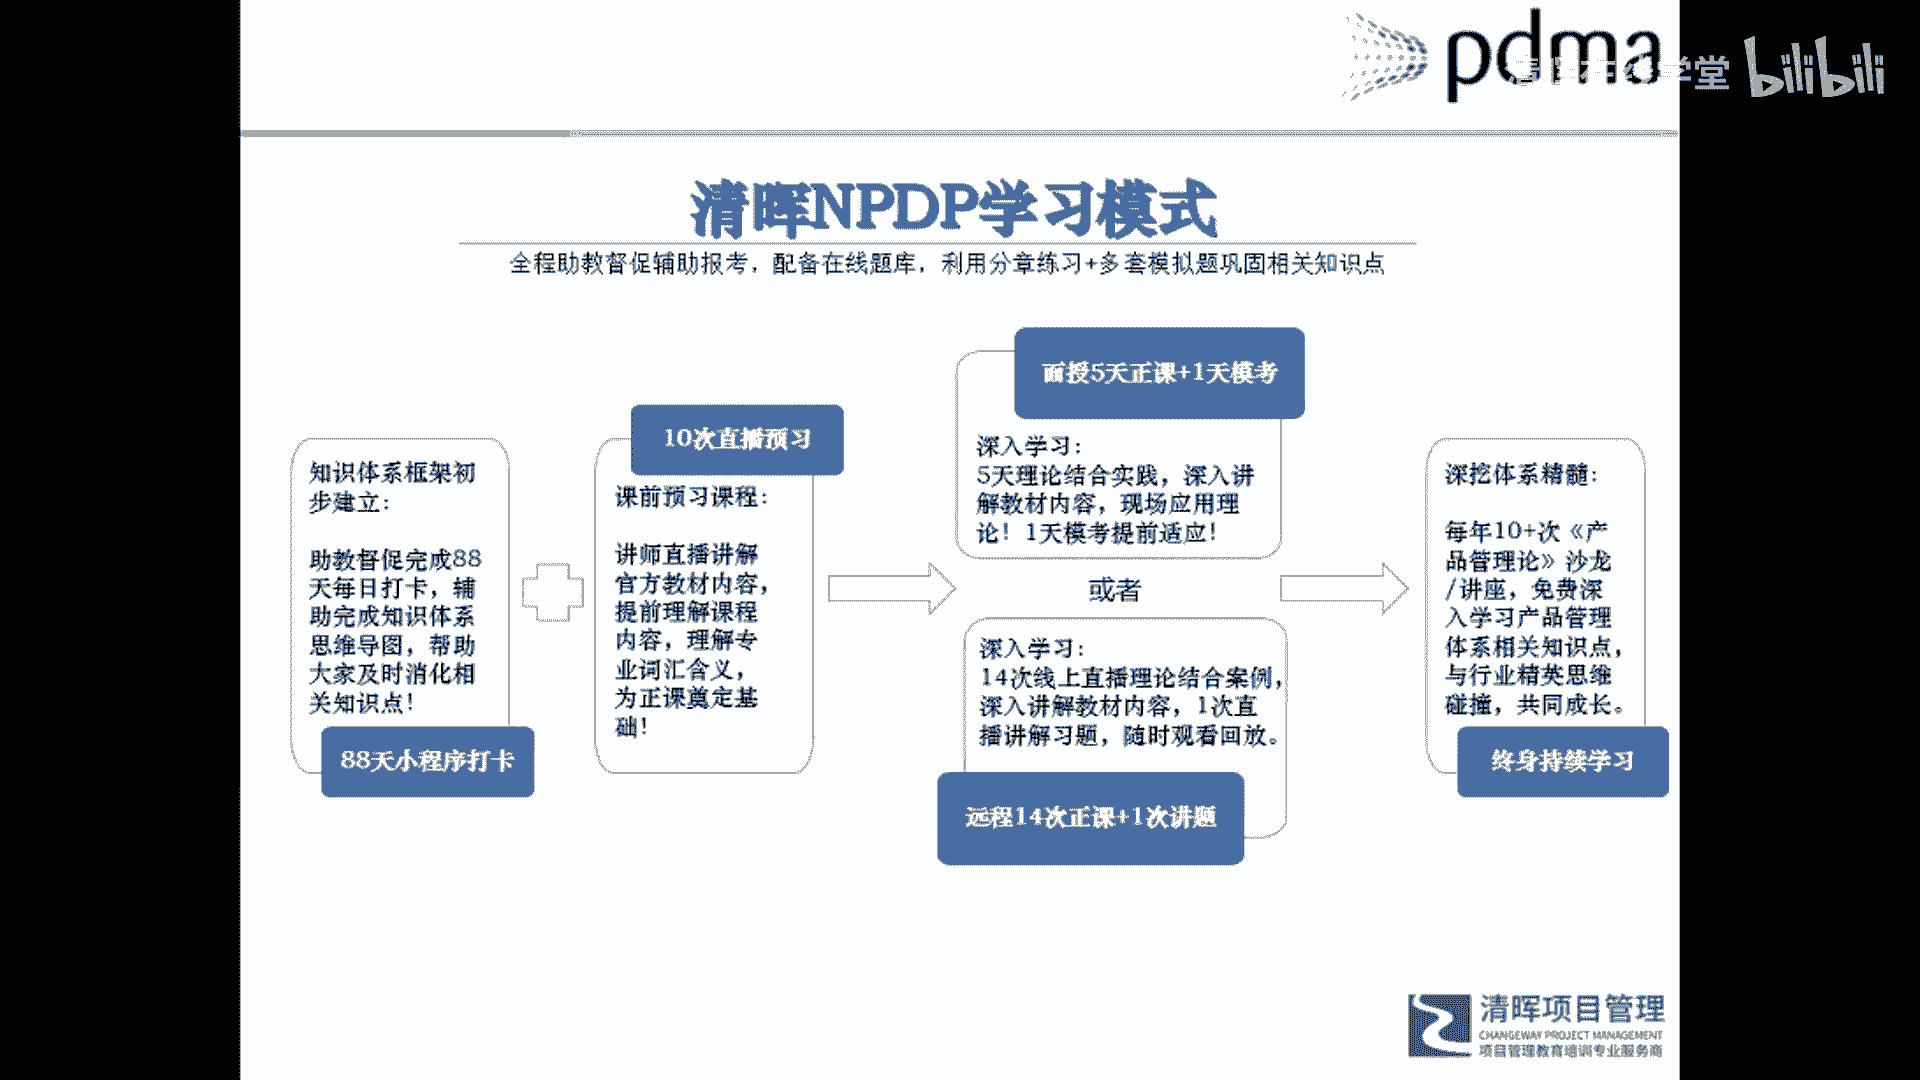 pdma
学堂 bilibili
清晖NPDP学习模式
全程助教督促辅助报考，配备在线题库，利用分章练习+多套模拟题巩固相关知识点
知识体系框架初
步建立：
助教督促完成88
天每日打卡，辅
助完成知识体系
思维导图，帮助
大家及时消化相
关知识点！
88天小程序打卡
10次直播预习
课前预习课程：
讲师直播讲解
官方教材内容，
提前理解课程
内容，理解专
业词汇含义，
为正课奠定基
础！
面授5天正课+1天模考
深入学习：
5天理论结合实践，深入讲
解教材内容，现场应用理
论！1天模考提前适应！
或者
深入学习：
14次线上直播理论结合案例，
深入讲解教材内容，1次直
播讲解习题，随时观看回放。
远程14次正课+1次讲题
深挖体系精髓：
每年10+次《产
品管理论》沙龙
/讲座，免费深
入学习产品管理
体系相关知识点，
与行业精英思维
碰撞，共同成长。
终身持续学习
清晖项目管理
CHANGEWAY PROJECT MANAGEMENT
项目管理教育培训专业服务商